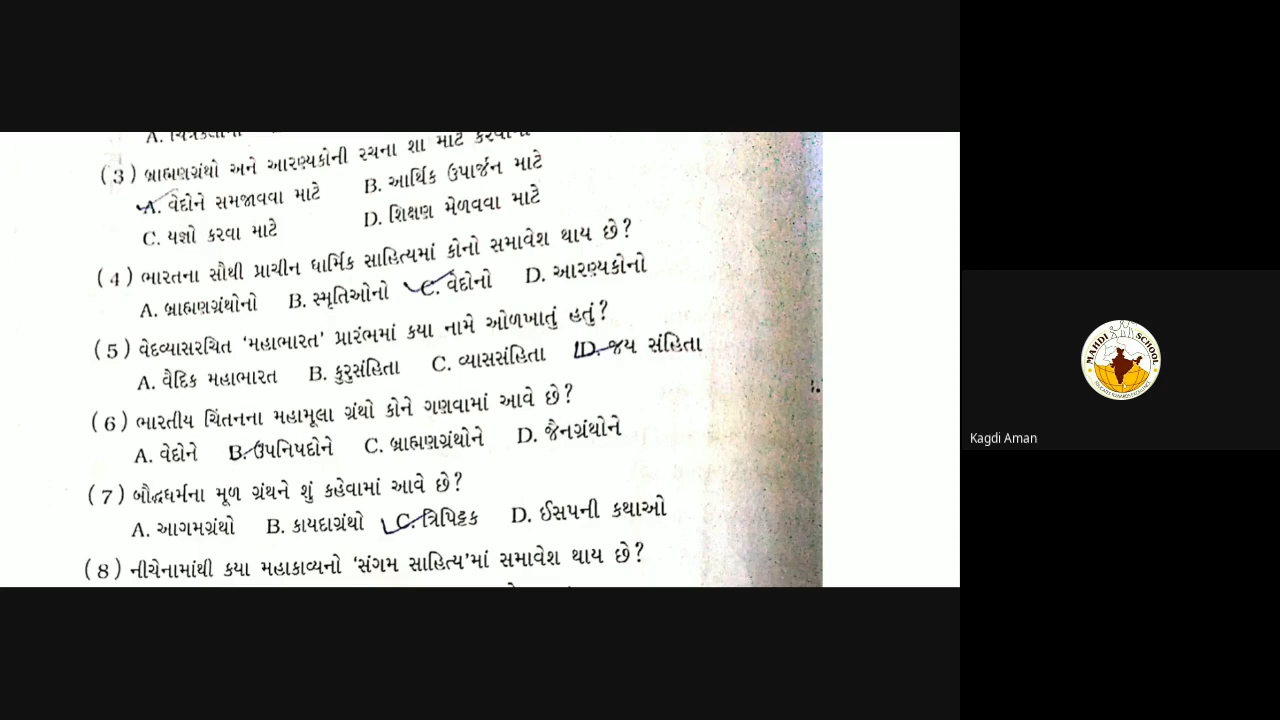 (3) બ્રાહ્મણગ્રંથો અને આરણ્યકોની રચના શા માટે
A. વેદોને સમજાવવા માટે B. આર્થિક ઉપાર્જન માટે
C. યજ્ઞો કરવા માટે D. શિક્ષણ મેળવવા માટે
(4) ભારતના સૌથી પ્રાચીન ધાર્મિક સાહિત્યમાં કોનો સમાવેશ થાય છે?
A. બ્રાહ્મણગ્રંથોનો B. સ્મૃતિઓનો C. વેદોનો D. આરણ્યકોનો
(5) વેદવ્યાસરચિત ‘મહાભારત’ પ્રારંભમાં કયા નામે ઓળખાતું હતું?
A. વૈદિક મહાભારત B. કુરુસંહિતા C. વ્યાસસંહિતા D. જય સંહિતા
(6) ભારતીય ચિંતનના મહામૂલા ગ્રંથો કોને ગણવામાં આવે છે?
A. વેદોને B. ઉપનિષદોને C. બ્રાહ્મણગ્રંથોને D. જૈનગ્રંથોને
(7) બૌદ્ધધર્મના મૂળ ગ્રંથને શું કહેવામાં આવે છે?
A. આગમગ્રંથો B. કાયદાગ્રંથો C. ત્રિપિટ્ટક D. ઈસપની કથાઓ
(8) નીચેનામાંથી કયા મહાકાવ્યનો ‘સંગમ સાહિત્ય’માં સમાવેશ થાય છે?
MAHDI SCHOOL
Kagdi Aman